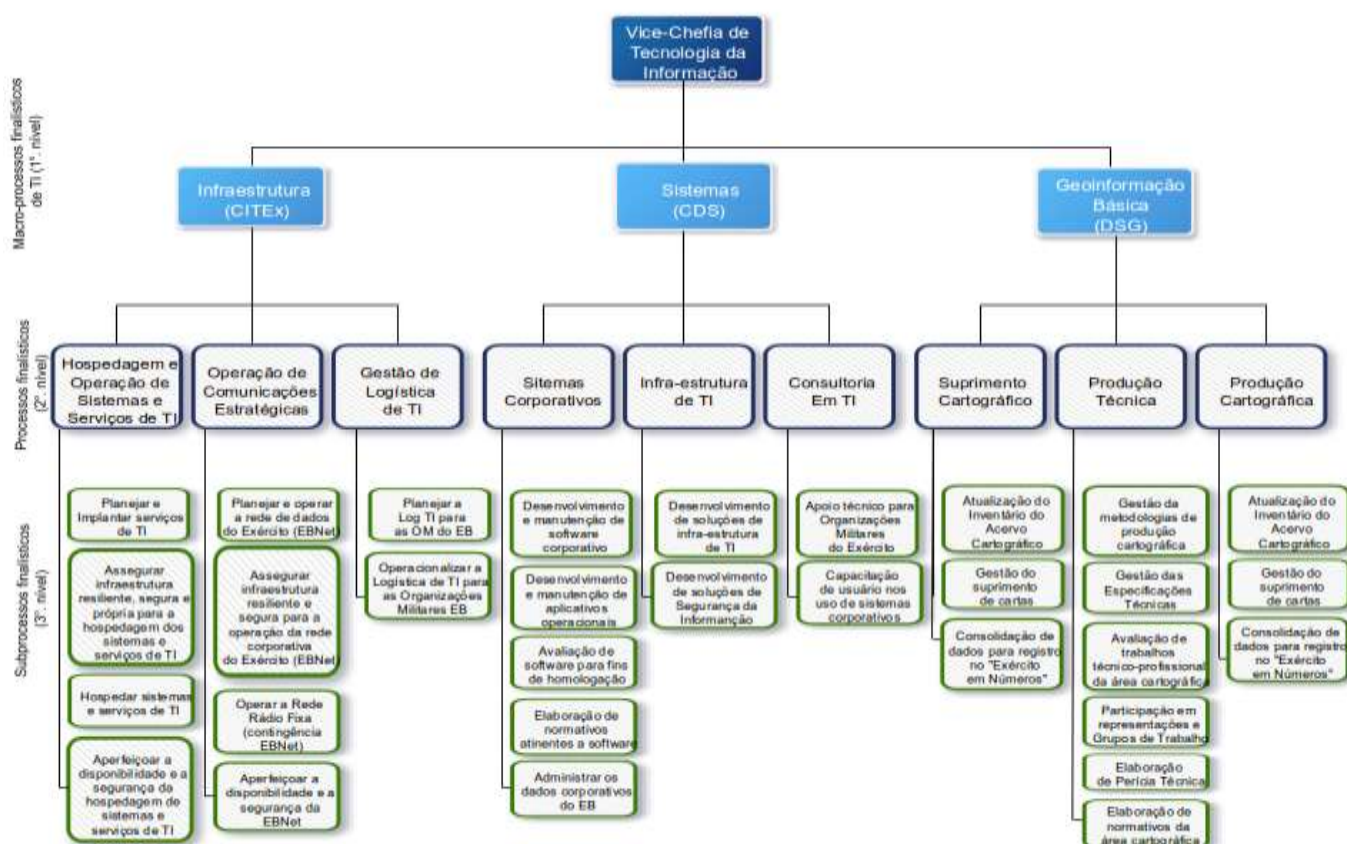 Vice-Chefia de
Tecnologia da
Informação
Macro-processos finalísticos
de TI (1°. nível)
Infraestrutura
(CITEx)
Sistemas
(CDS)
Geoinformação
Básica
(DSG)
Processos finalísticos
(2°. nível)
Hospedagem e
Operação de
Sistemas e
Serviços de TI
Operação de
Comunicações
Estratégicas
Gestão de
Logística
de TI
Sitemas
Corporativos
Infra-estrutura
de TI
Consultoria
Em TI
Suprimento
Cartográfico
Produção
Técnica
Produção
Cartográfica
Subprocessos finalísticos
(3°. nível)
Planejar e
Implantar serviços
de TI
Assegurar
infraestrutura
resiliente, segura e
própria para a
hospedagem dos
sistemas e
serviços de TI
Hospedar sistemas
e serviços de TI
Aperfeiçoar a
disponibilidade e a
segurança da
hospedagem de
sistemas e
serviços de TI
Planejar e operar
a rede de dados
do Exército (EBNet)
Assegurar
infraestrutura
resiliente e
segura para a
operação da rede
corporativa
do Exército (EBNet)
Operar a Rede
Rádio Fixa
(contingência
EBNet)
Aperfeiçoar a
disponibilidade e a
segurança da
EBNet
Planejar a
Log TI para
as OM do EB
Operacionalizar a
Logística de TI para
as Organizações
Militares EB
Desenvolvimento
e manutenção de
software
corporativo
Desenvolvimento
e manutenção de
aplicativos
operacionais
Avaliação de
software para fins
de homologação
Elaboração de
normativos
atinentes a software
Administrar os
dados corporativos
do EB
Desenvolvimento
de soluções de
infra-estrutura
de TI
Desenvolvimento
de soluções de
Segurança da
Informanção
Apoio técnico para
Organizações
Militares
do Exército
Capacitação
de usuário nos
uso de sistemas
corporativos
Atualização do
Inventário do
Acervo
Cartográfico
Gestão do
suprimento
de cartas
Consolidação de
dados para registro
no "Exército
em Números"
Gestão da
metodologias de
produção
cartográfica
Gestão das
Especificações
Técnicas
Avaliação de
trabalhos
técnico-profissional
da área cartográfica
Participação em
representações e
Grupos de Trabalho
Elaboração
de Perícia Técnica
Elaboração de
normativos da
área cartográfica
Atualização do
Inventário do
Acervo
Cartográfico
Gestão do
suprimento
de cartas
Consolidação de
dados para registro
no "Exército
em Números"